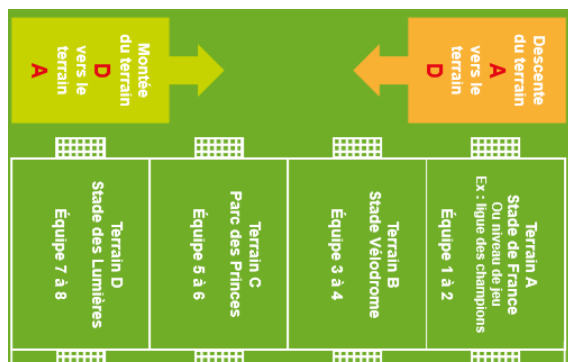 Descente
du terrain
A
vers le
terrain
D
Montée
du terrain
D
vers le
terrain
A
Terrain A
Stade de France
Ou niveau de jeu
Ex : ligue des champions
Équipe 1 à 2
Terrain B
Stade Vélodrome
Équipe 3 à 4
Terrain C
Parc des Princes
Équipe 5 à 6
Terrain D
Stade des Lumières
Équipe 7 à 8